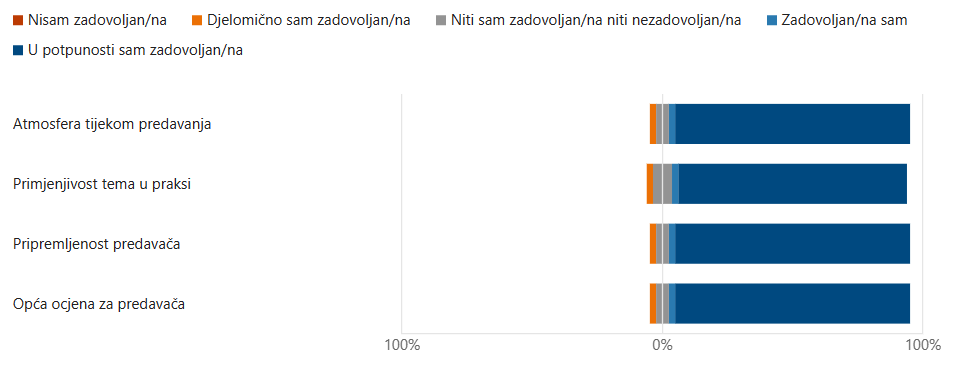 Nisam zadovoljan/na Djelomično sam zadovoljan/na Niti sam zadovoljan/na niti nezadovoljan/na Zadovoljan/na sam
U potpunosti sam zadovoljan/na
Atmosfera tijekom predavanja
Primjenjivost tema u praksi
Pripremljenost predavača
Opća ocjena za predavača
100% 0% 100%